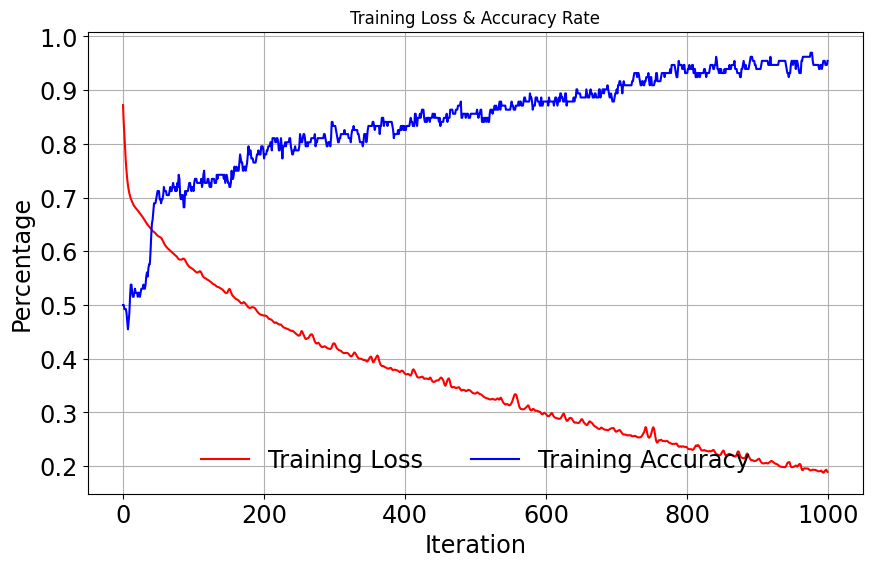 Training Loss & Accuracy Rate
1.0
0.9
0.8
0.7
0.6
0.5
0.4
0.3
0.2
Percentage
Training Loss Training Accuracy
0 200 400 600 800 1000
Iteration